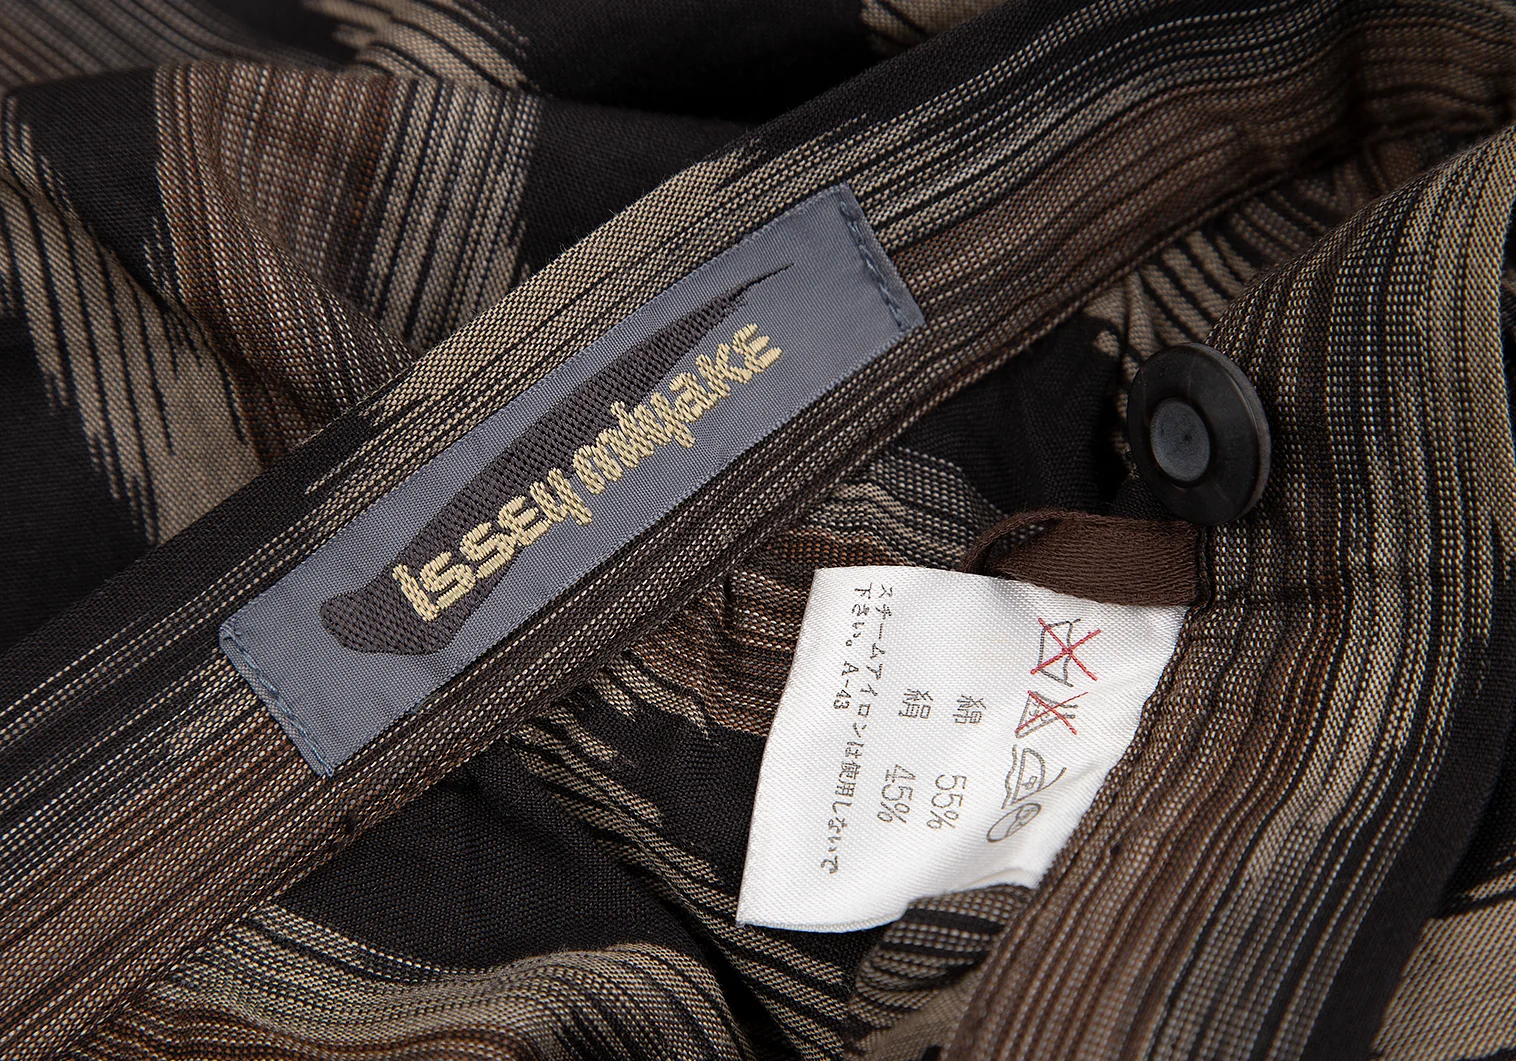 ISSEY MIYAKE
綿 55%
絹 45%
スチームアイロンは使用しないで
下さい。A-43